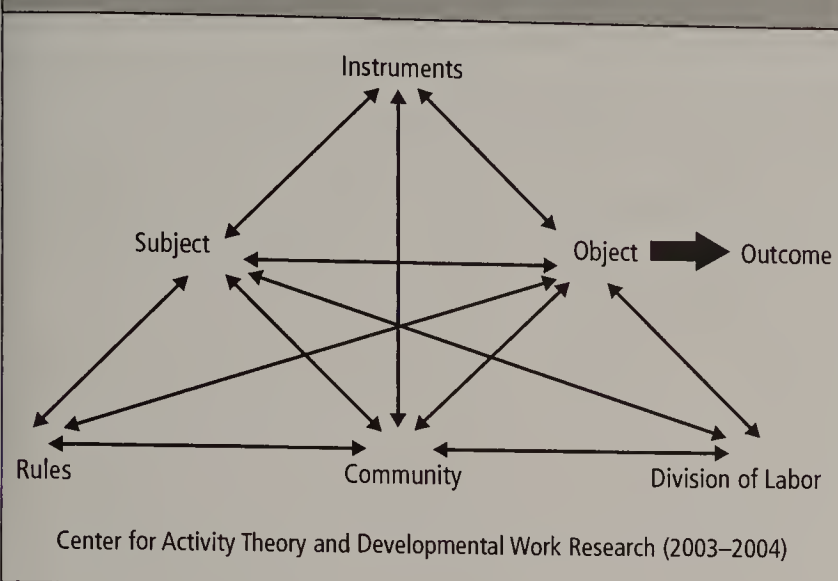 Instruments
Subject
Object
Outcome
Rules
Community
Division of Labor
Center for Activity Theory and Developmental Work Research (2003–2004)